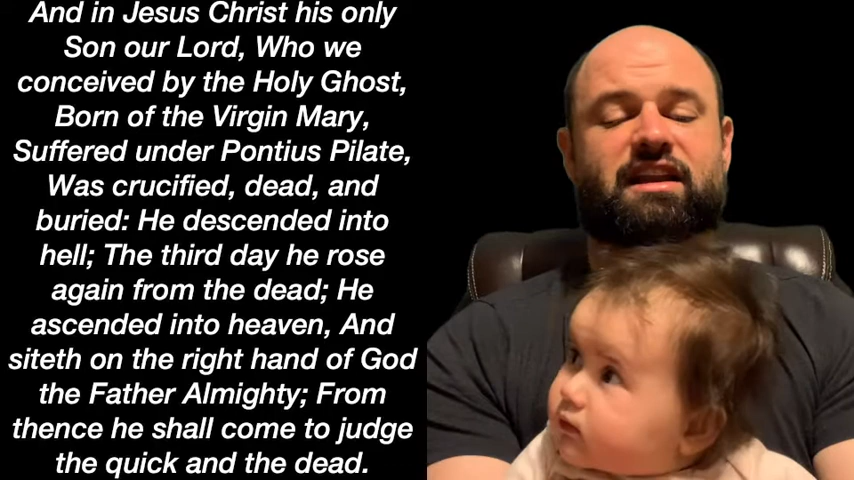 And in Jesus Christ his only
Son our Lord, Who we
conceived by the Holy Ghost,
Born of the Virgin Mary,
Suffered under Pontius Pilate,
Was crucified, dead, and
buried: He descended into
hell; The third day he rose
again from the dead; He
ascended into heaven, And
siteth on the right hand of God
the Father Almighty; From
thence he shall come to judge
the quick and the dead.